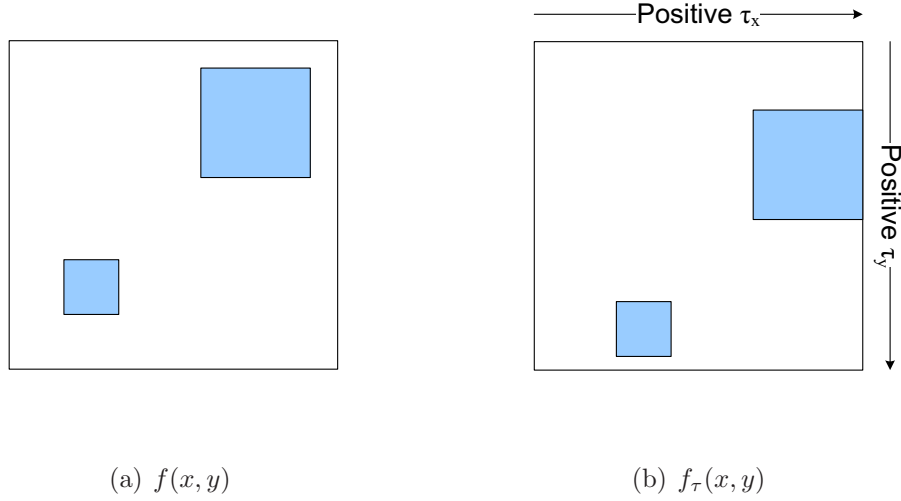 Positive τx
Positive τy
(a) f(x, y)
(b) fτ(x, y)